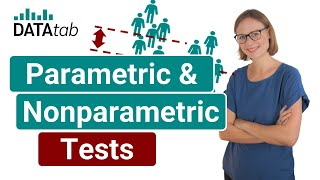 DATAtab
Parametric &
Nonparametric
Tests